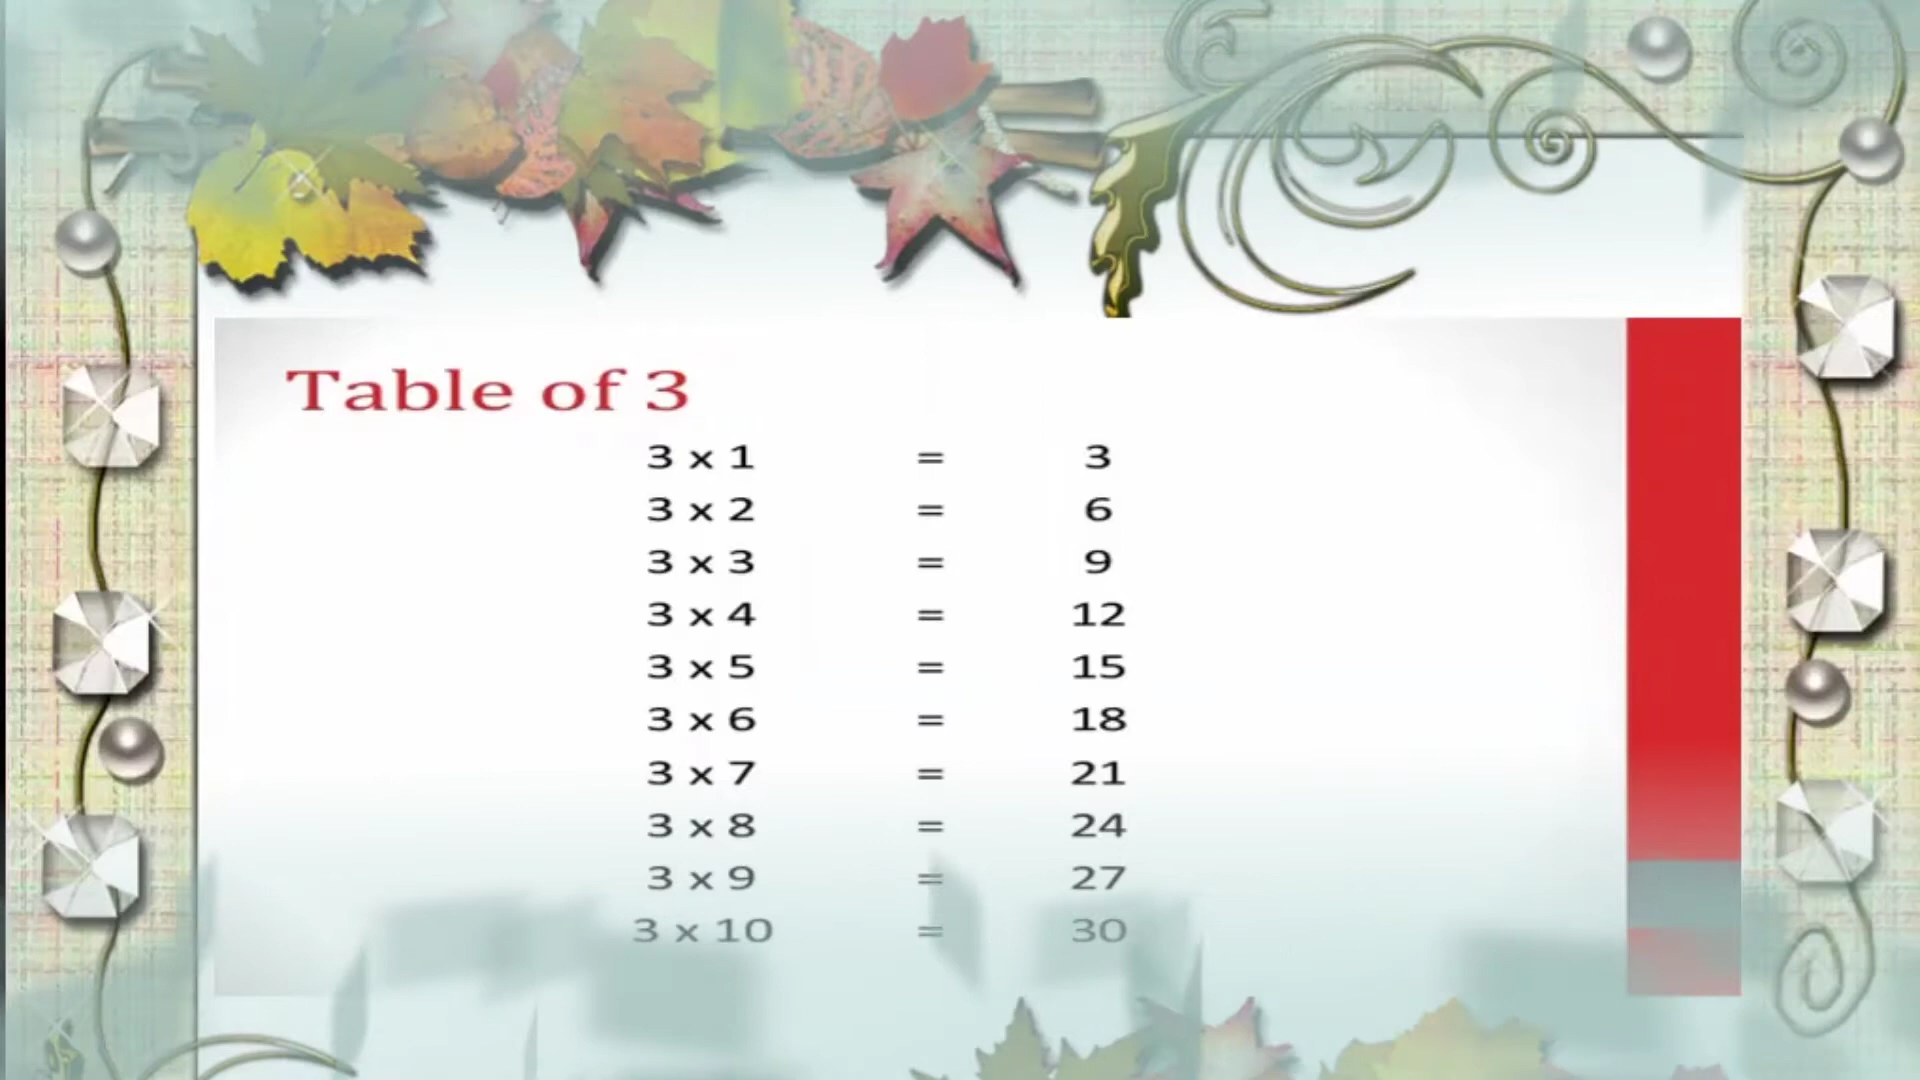 Table of 3
3 x 1 = 3
3 x 2 = 6
3 x 3 = 9
3 x 4 = 12
3 x 5 = 15
3 x 6 = 18
3 x 7 = 21
3 x 8 = 24
3 x 9 = 27
3 x 10 = 30